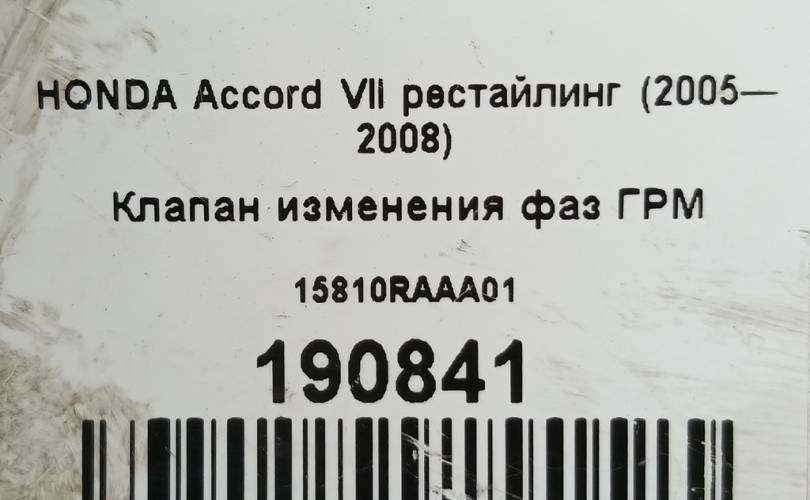 HONDA Accord VII рестайлинг (2005—
2008)
Клапан изменения фаз ГРМ
15810RAAA01
190841